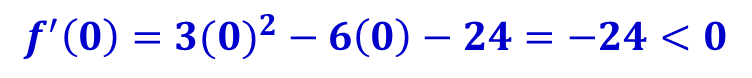 f′(0) = 3(0)² − 6(0) − 24 = −24 < 0